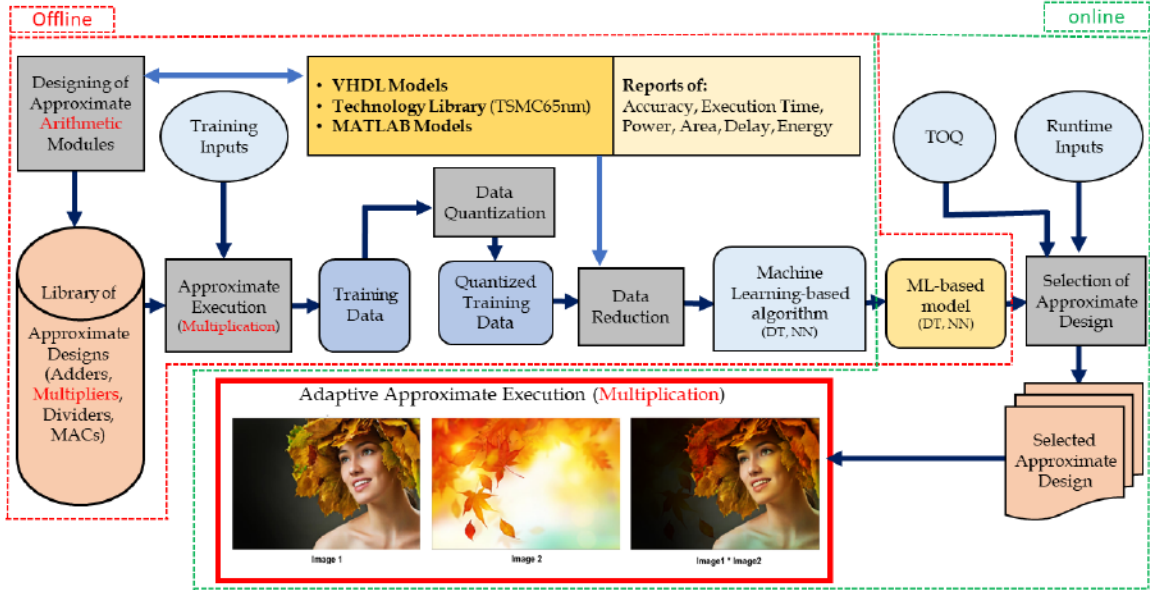 Offline
online
Designing of
Approximate
Arithmetic
Modules
Training
Inputs
• VHDL Models
• Technology Library (TSMC65nm)
• MATLAB Models
Reports of:
Accuracy, Execution Time,
Power, Area, Delay, Energy
TOQ
Runtime
Inputs
Data
Quantization
Library of
Approximate
Designs
(Adders,
Multipliers,
Dividers,
MACs)
Approximate
Execution
(Multiplication)
Training
Data
Quantized
Training
Data
Data
Reduction
Machine
Learning-based
algorithm
(DT, NN)
ML-based
model
(DT, NN)
Selection of
Approximate
Design
Selected
Approximate
Design
Adaptive Approximate Execution (Multiplication)
Image 1
Image 2
Image1 * Image2